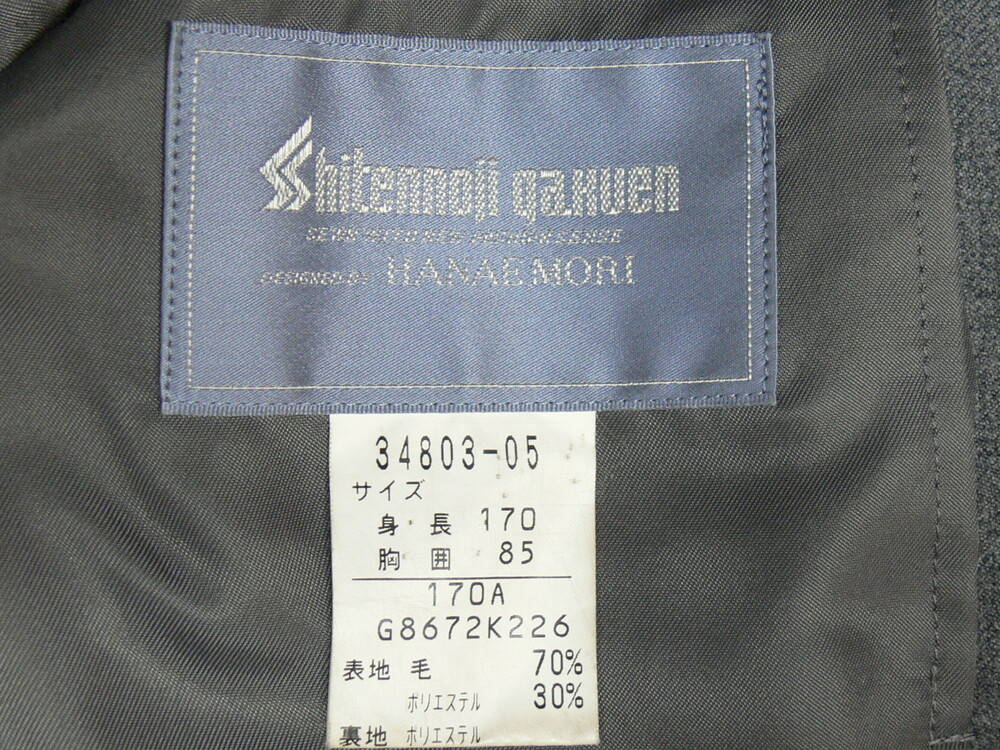 Shitennoji gakuen
DESIGNED BY HANAE MORI
34803-05
サイズ
身長 170
胸囲 85
170A
G8672K226
表地 毛 70%
ポリエステル 30%
裏地 ポリエステル